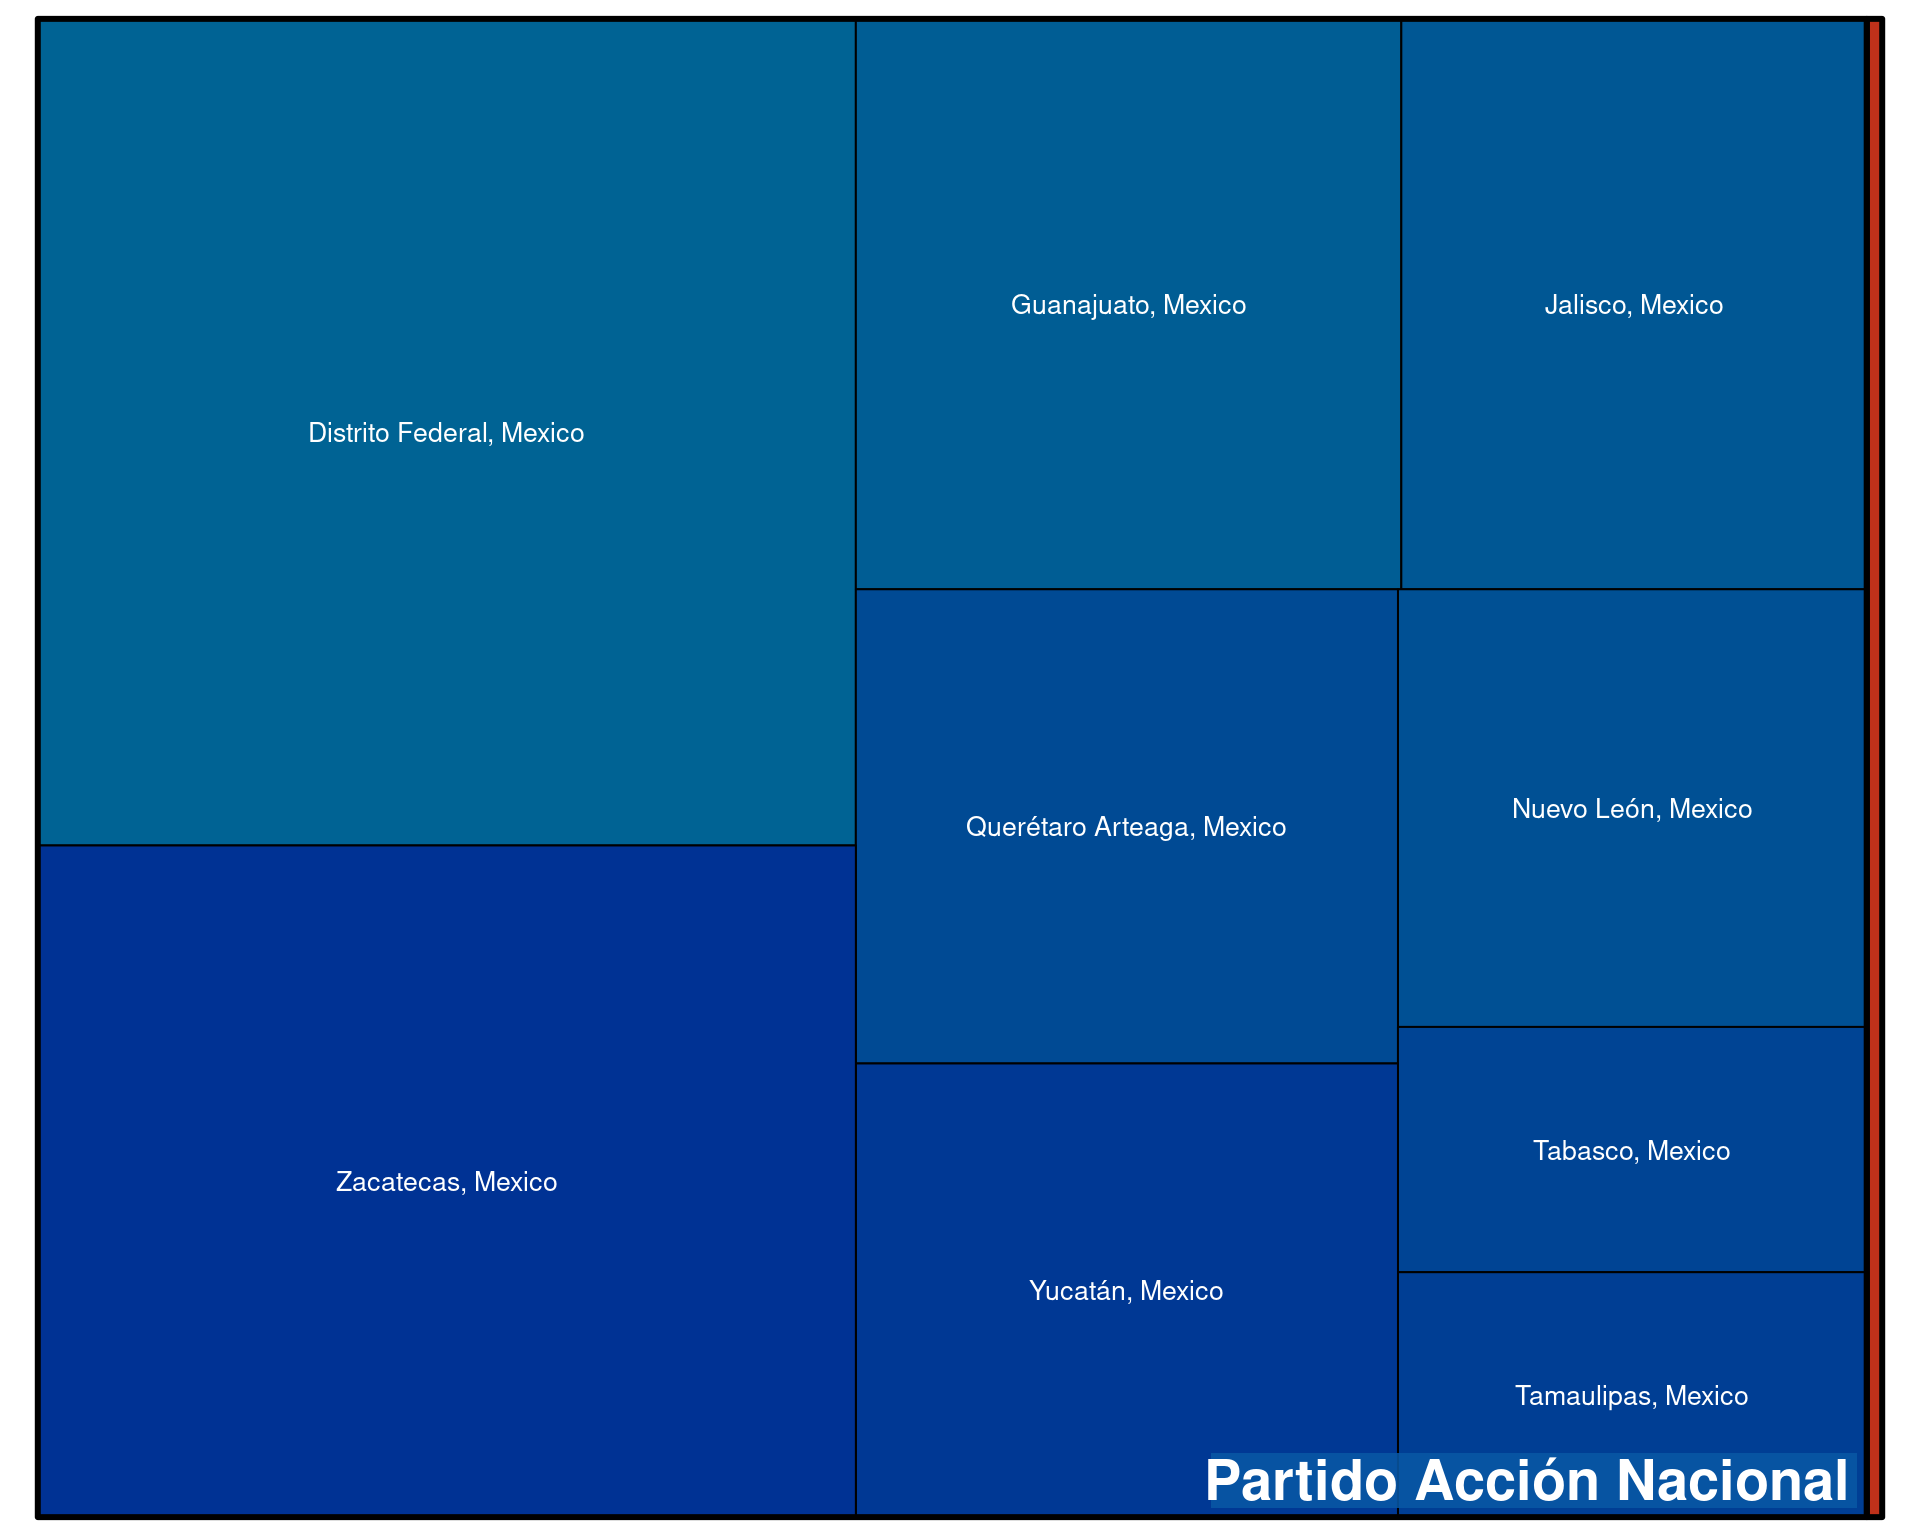 Distrito Federal, Mexico
Zacatecas, Mexico
Guanajuato, Mexico
Jalisco, Mexico
Querétaro Arteaga, Mexico
Nuevo León, Mexico
Yucatán, Mexico
Tabasco, Mexico
Tamaulipas, Mexico
Partido Acción Nacional